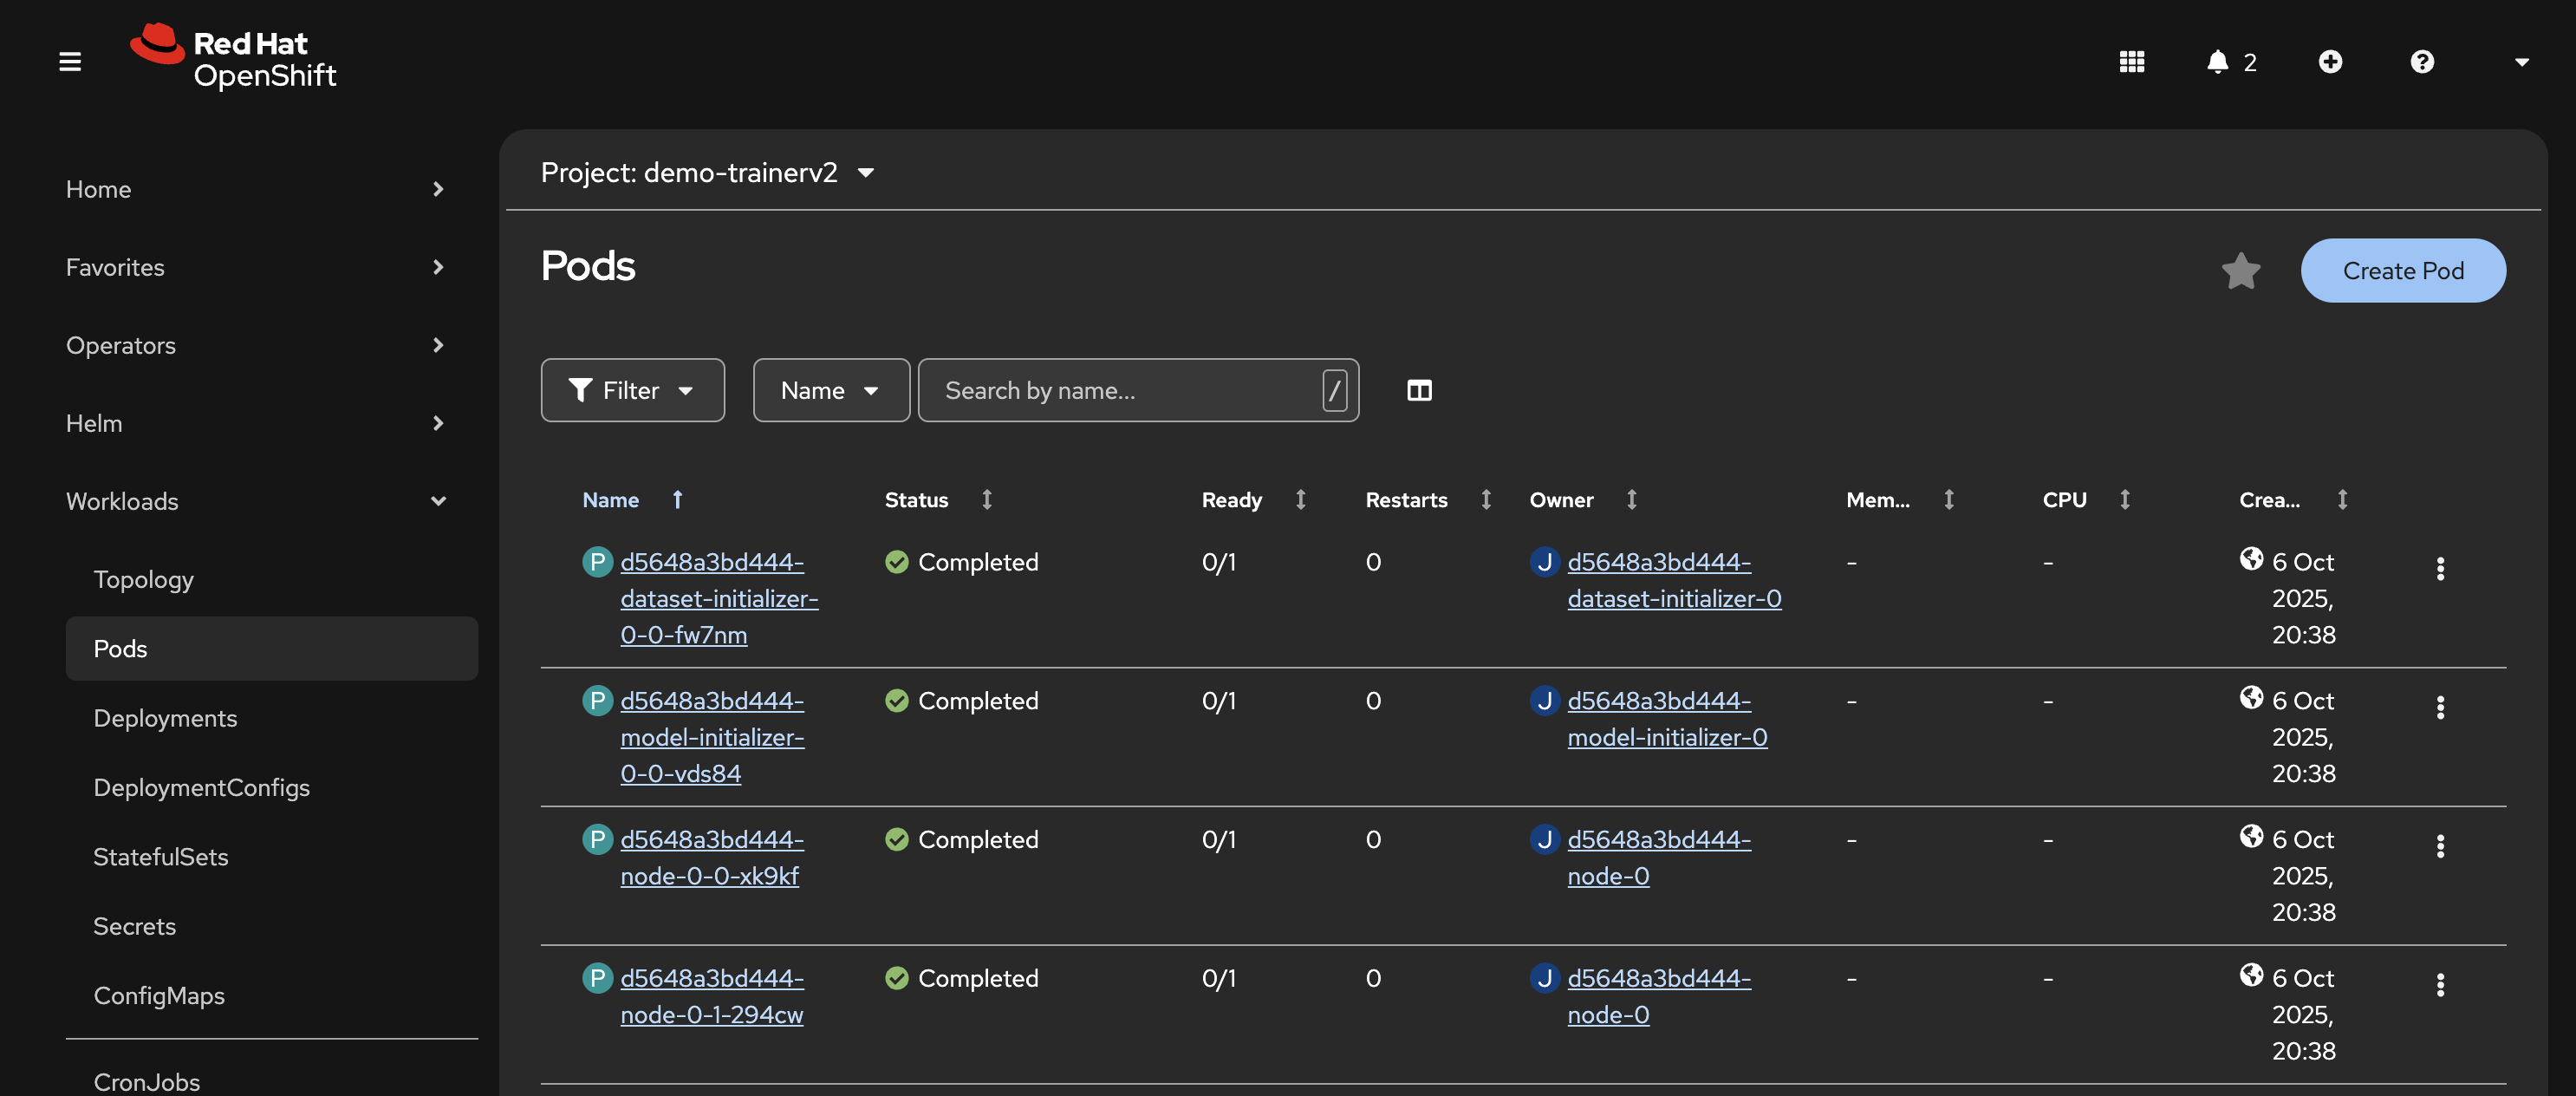 Red Hat
OpenShift
2
Home
Favorites
Operators
Helm
Workloads
Topology
Pods
Deployments
DeploymentConfigs
StatefulSets
Secrets
ConfigMaps
CronJobs
Project: demo-trainerv2
Pods
Create Pod
Filter
Name
Search by name...
/
Name Status Ready Restarts Owner Mem... CPU Crea...
P d5648a3bd444- Completed 0/1 0 J d5648a3bd444- - - 6 Oct
dataset-initializer- dataset-initializer-0 2025,
0-0-fw7nm 20:38
P d5648a3bd444- Completed 0/1 0 J d5648a3bd444- - - 6 Oct
model-initializer- model-initializer-0 2025,
0-0-vds84 20:38
P d5648a3bd444- Completed 0/1 0 J d5648a3bd444- - - 6 Oct
node-0-0-xk9kf node-0 2025,
20:38
P d5648a3bd444- Completed 0/1 0 J d5648a3bd444- - - 6 Oct
node-0-1-294cw node-0 2025,
20:38